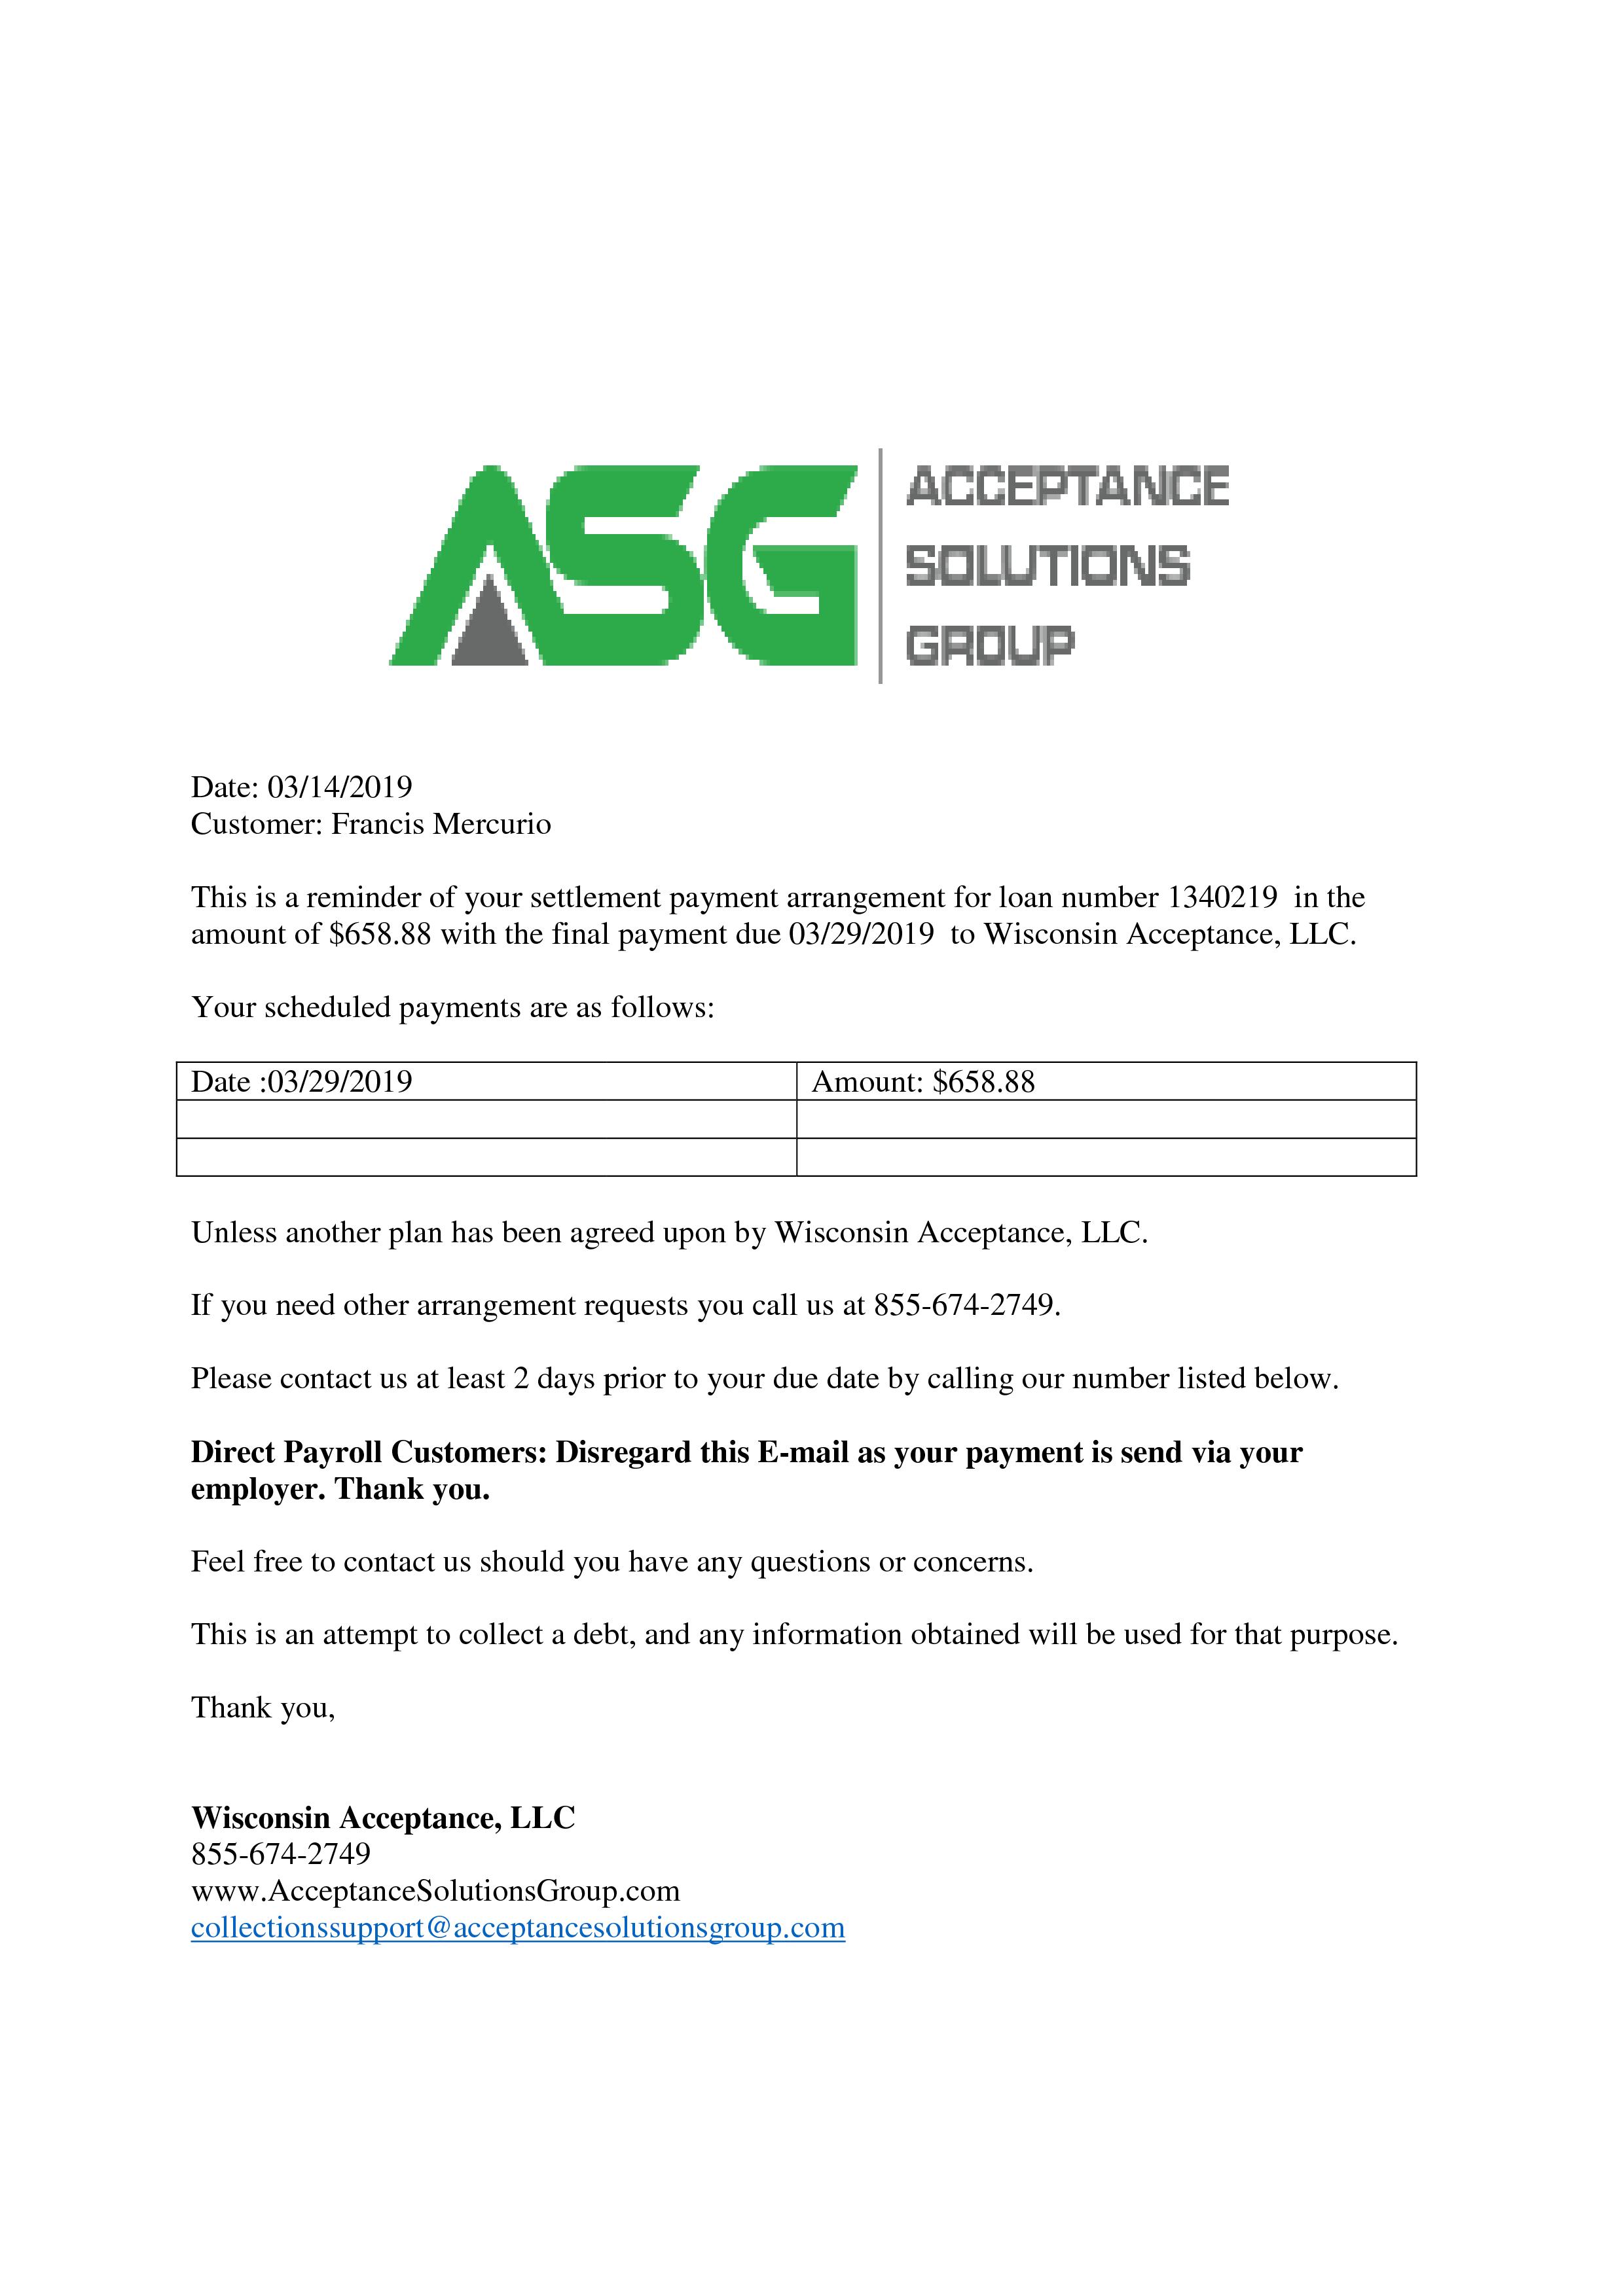 ASG
ACCEPTANCE
SOLUTIONS
GROUP
Date: 03/14/2019
Customer: Francis Mercurio
This is a reminder of your settlement payment arrangement for loan number 1340219  in the
amount of $658.88 with the final payment due 03/29/2019  to Wisconsin Acceptance, LLC.
Your scheduled payments are as follows:
Date :03/29/2019 Amount: $658.88
Unless another plan has been agreed upon by Wisconsin Acceptance, LLC.
If you need other arrangement requests you call us at 855-674-2749.
Please contact us at least 2 days prior to your due date by calling our number listed below.
Direct Payroll Customers: Disregard this E-mail as your payment is send via your
employer. Thank you.
Feel free to contact us should you have any questions or concerns.
This is an attempt to collect a debt, and any information obtained will be used for that purpose.
Thank you,
Wisconsin Acceptance, LLC
855-674-2749
www.AcceptanceSolutionsGroup.com
collectionssupport@acceptancesolutionsgroup.com